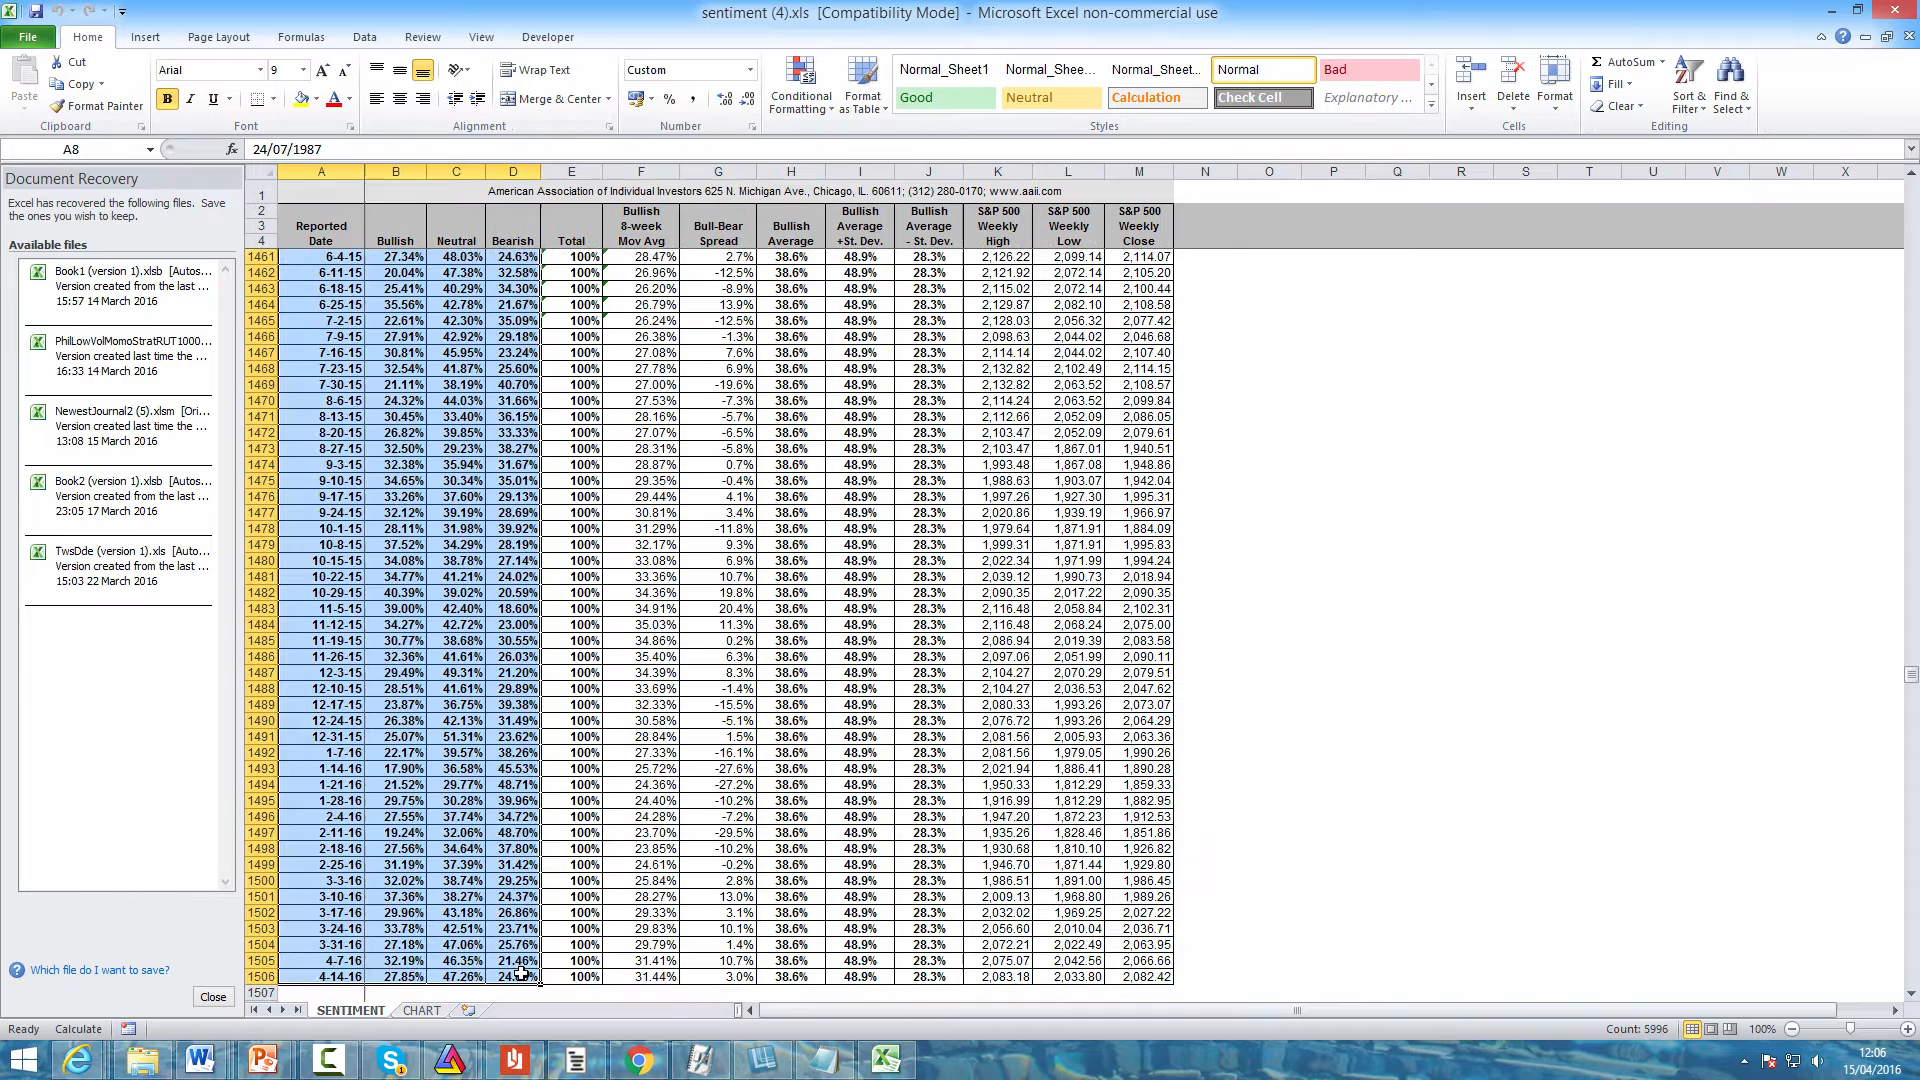 sentiment (4).xls  [Compatibility Mode]  -  Microsoft Excel non-commercial use
File Home Insert Page Layout Formulas Data Review View Developer
Paste Cut Copy Format Painter Clipboard
Arial 9 A A B I U A Font
Wrap Text Merge & Center Alignment
Custom % , Number
Conditional Formatting Format as Table
Normal_Sheet1 Normal_Shee... Normal_Sheet... Normal Bad
Good Neutral Calculation Check Cell Explanatory ...
Styles
Insert Delete Format Cells
Σ AutoSum Fill Clear Sort & Filter Find & Select Editing
A8 fx 24/07/1987
Document Recovery
Excel has recovered the following files. Save
the ones you wish to keep.
Available files
Book1 (version 1).xlsb [Autos...
Version created from the last ...
15:57 14 March 2016
PhilLowVolMomoStratRUT1000...
Version created last time the ...
16:33 14 March 2016
NewestJournal2 (5).xlsm [Ori...
Version created last time the ...
13:08 15 March 2016
Book2 (version 1).xlsb [Autos...
Version created from the last ...
23:05 17 March 2016
TwsDde (version 1).xls [Auto...
Version created from the last ...
15:03 22 March 2016
Which file do I want to save?
Close
A B C D E F G H I J K L M N O P Q R S T U V W X
1 American Association of Individual Investors 625 N. Michigan Ave., Chicago, IL. 60611; (312) 280-0170; www.aaii.com
2 Bullish Bullish Bullish S&P 500 S&P 500 S&P 500
3 Reported 8-week Bull-Bear Bullish Average Average Weekly Weekly Weekly
4 Date Bullish Neutral Bearish Total Mov Avg Spread Average +St. Dev. - St. Dev. High Low Close
1461 6-4-15 27.34% 48.03% 24.63% 100% 28.47% 2.7% 38.6% 48.9% 28.3% 2,126.22 2,099.14 2,114.07
1462 6-11-15 20.04% 47.38% 32.58% 100% 26.96% -12.5% 38.6% 48.9% 28.3% 2,121.92 2,072.14 2,105.20
1463 6-18-15 25.41% 40.29% 34.30% 100% 26.20% -8.9% 38.6% 48.9% 28.3% 2,115.02 2,072.14 2,100.44
1464 6-25-15 35.56% 42.78% 21.67% 100% 26.79% 13.9% 38.6% 48.9% 28.3% 2,129.87 2,082.10 2,108.58
1465 7-2-15 22.61% 42.30% 35.09% 100% 26.24% -12.5% 38.6% 48.9% 28.3% 2,128.03 2,056.32 2,077.42
1466 7-9-15 27.91% 42.92% 29.18% 100% 26.38% -1.3% 38.6% 48.9% 28.3% 2,098.63 2,044.02 2,046.68
1467 7-16-15 30.81% 45.95% 23.24% 100% 27.08% 7.6% 38.6% 48.9% 28.3% 2,114.14 2,044.02 2,107.40
1468 7-23-15 32.54% 41.87% 25.60% 100% 27.78% 6.9% 38.6% 48.9% 28.3% 2,132.82 2,102.49 2,114.15
1469 7-30-15 21.11% 38.19% 40.70% 100% 27.00% -19.6% 38.6% 48.9% 28.3% 2,132.82 2,063.52 2,108.57
1470 8-6-15 24.32% 44.03% 31.66% 100% 27.53% -7.3% 38.6% 48.9% 28.3% 2,114.24 2,063.52 2,099.84
1471 8-13-15 30.45% 33.40% 36.15% 100% 28.16% -5.7% 38.6% 48.9% 28.3% 2,112.66 2,052.09 2,086.05
1472 8-20-15 26.82% 39.85% 33.33% 100% 27.07% -6.5% 38.6% 48.9% 28.3% 2,103.47 2,052.09 2,079.61
1473 8-27-15 32.50% 29.23% 38.27% 100% 28.31% -5.8% 38.6% 48.9% 28.3% 2,103.47 1,867.01 1,940.51
1474 9-3-15 32.38% 35.94% 31.67% 100% 28.87% 0.7% 38.6% 48.9% 28.3% 1,993.48 1,867.08 1,948.86
1475 9-10-15 34.65% 30.34% 35.01% 100% 29.35% -0.4% 38.6% 48.9% 28.3% 1,988.63 1,903.07 1,942.04
1476 9-17-15 33.26% 37.60% 29.13% 100% 29.44% 4.1% 38.6% 48.9% 28.3% 1,997.26 1,927.30 1,995.31
1477 9-24-15 32.12% 39.19% 28.69% 100% 30.81% 3.4% 38.6% 48.9% 28.3% 2,020.86 1,939.19 1,966.97
1478 10-1-15 28.11% 31.98% 39.92% 100% 31.29% -11.8% 38.6% 48.9% 28.3% 1,979.64 1,871.91 1,884.09
1479 10-8-15 37.52% 34.29% 28.19% 100% 32.17% 9.3% 38.6% 48.9% 28.3% 1,999.31 1,871.91 1,995.83
1480 10-15-15 34.08% 38.78% 27.14% 100% 33.08% 6.9% 38.6% 48.9% 28.3% 2,022.34 1,971.99 1,994.24
1481 10-22-15 34.77% 41.21% 24.02% 100% 33.36% 10.7% 38.6% 48.9% 28.3% 2,039.12 1,990.73 2,018.94
1482 10-29-15 40.39% 39.02% 20.59% 100% 34.36% 19.8% 38.6% 48.9% 28.3% 2,090.35 2,017.22 2,090.35
1483 11-5-15 39.00% 42.40% 18.60% 100% 34.91% 20.4% 38.6% 48.9% 28.3% 2,116.48 2,058.84 2,102.31
1484 11-12-15 34.27% 42.72% 23.00% 100% 35.03% 11.3% 38.6% 48.9% 28.3% 2,116.48 2,068.24 2,075.00
1485 11-19-15 30.77% 38.68% 30.55% 100% 34.86% 0.2% 38.6% 48.9% 28.3% 2,086.94 2,019.39 2,083.58
1486 11-26-15 32.36% 41.61% 26.03% 100% 35.40% 6.3% 38.6% 48.9% 28.3% 2,097.06 2,051.99 2,090.11
1487 12-3-15 29.49% 49.31% 21.20% 100% 34.39% 8.3% 38.6% 48.9% 28.3% 2,104.27 2,070.29 2,079.51
1488 12-10-15 28.51% 41.61% 29.89% 100% 33.69% -1.4% 38.6% 48.9% 28.3% 2,104.27 2,036.53 2,047.62
1489 12-17-15 23.87% 36.75% 39.38% 100% 32.33% -15.5% 38.6% 48.9% 28.3% 2,080.33 1,993.26 2,073.07
1490 12-24-15 26.38% 42.13% 31.49% 100% 30.58% -5.1% 38.6% 48.9% 28.3% 2,076.72 1,993.26 2,064.29
1491 12-31-15 25.07% 51.31% 23.62% 100% 28.84% 1.5% 38.6% 48.9% 28.3% 2,081.56 2,005.93 2,063.36
1492 1-7-16 22.17% 39.57% 38.26% 100% 27.33% -16.1% 38.6% 48.9% 28.3% 2,081.56 1,979.05 1,990.26
1493 1-14-16 17.90% 36.58% 45.53% 100% 25.72% -27.6% 38.6% 48.9% 28.3% 2,021.94 1,886.41 1,890.28
1494 1-21-16 21.52% 29.77% 48.71% 100% 24.36% -27.2% 38.6% 48.9% 28.3% 1,950.33 1,812.29 1,859.33
1495 1-28-16 29.75% 30.28% 39.96% 100% 24.40% -10.2% 38.6% 48.9% 28.3% 1,916.99 1,812.29 1,882.95
1496 2-4-16 27.55% 37.74% 34.72% 100% 24.28% -7.2% 38.6% 48.9% 28.3% 1,947.20 1,872.23 1,912.53
1497 2-11-16 19.24% 32.06% 48.70% 100% 23.70% -29.5% 38.6% 48.9% 28.3% 1,935.26 1,828.46 1,851.86
1498 2-18-16 27.56% 34.64% 37.80% 100% 23.85% -10.2% 38.6% 48.9% 28.3% 1,930.68 1,810.10 1,926.82
1499 2-25-16 31.19% 37.39% 31.42% 100% 24.61% -0.2% 38.6% 48.9% 28.3% 1,946.70 1,871.44 1,929.80
1500 3-3-16 32.02% 38.74% 29.25% 100% 25.84% 2.8% 38.6% 48.9% 28.3% 1,986.51 1,891.00 1,986.45
1501 3-10-16 37.36% 38.27% 24.37% 100% 28.27% 13.0% 38.6% 48.9% 28.3% 2,009.13 1,968.80 1,989.26
1502 3-17-16 29.96% 43.18% 26.86% 100% 29.33% 3.1% 38.6% 48.9% 28.3% 2,032.02 1,969.25 2,027.22
1503 3-24-16 33.78% 42.51% 23.71% 100% 29.83% 10.1% 38.6% 48.9% 28.3% 2,056.60 2,010.04 2,036.71
1504 3-31-16 27.18% 47.06% 25.76% 100% 29.79% 1.4% 38.6% 48.9% 28.3% 2,072.21 2,022.49 2,063.95
1505 4-7-16 32.19% 46.35% 21.46% 100% 31.41% 10.7% 38.6% 48.9% 28.3% 2,075.07 2,042.56 2,066.66
1506 4-14-16 27.85% 47.26% 100% 31.44% 3.0% 38.6% 48.9% 28.3% 2,083.18 2,033.80 2,082.42
1507
SENTIMENT CHART
Ready Calculate Count: 5996 100%
12:06
15/04/2016